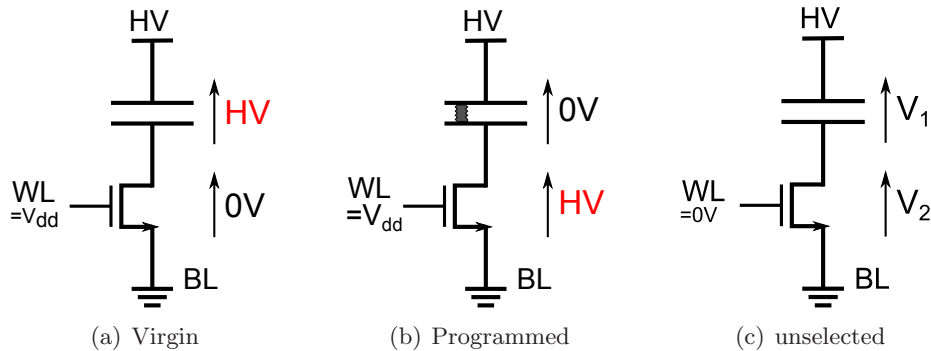 HV
HV
WL
=Vdd
0V
BL
(a) Virgin
HV
0V
WL
=Vdd
HV
BL
(b) Programmed
HV
V1
WL
=0V
V2
BL
(c) unselected